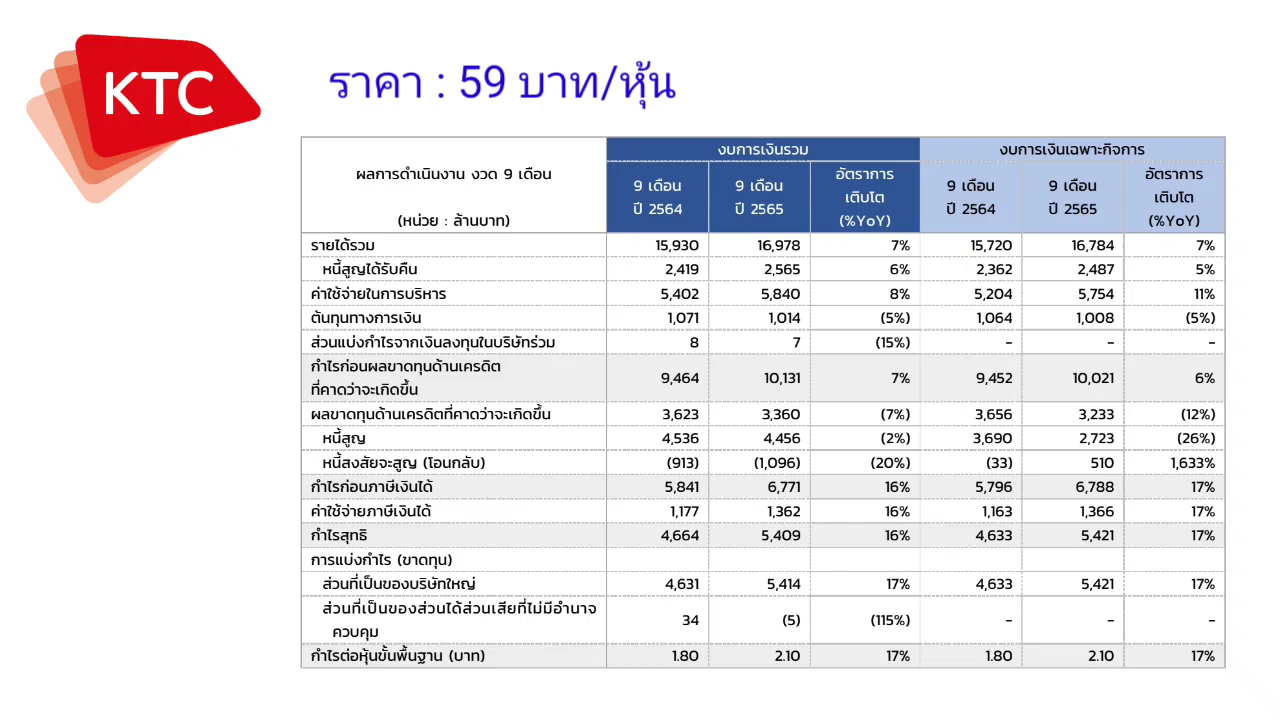 KTC
ราคา : 59 บาท/หุ้น
ผลการดำเนินงาน งวด 9 เดือน
(หน่วย : ล้านบาท)
งบการเงินรวม งบการเงินเฉพาะกิจการ
9 เดือน ปี 2564 9 เดือน ปี 2565 อัตราการ เติบโต (%YoY) 9 เดือน ปี 2564 9 เดือน ปี 2565 อัตราการ เติบโต (%YoY)
รายได้รวม 15,930 16,978 7% 15,720 16,784 7%
หนี้สูญได้รับคืน 2,419 2,565 6% 2,362 2,487 5%
ค่าใช้จ่ายในการบริหาร 5,402 5,840 8% 5,204 5,754 11%
ต้นทุนทางการเงิน 1,071 1,014 (5%) 1,064 1,008 (5%)
ส่วนแบ่งกำไรจากเงินลงทุนในบริษัทร่วม 8 7 (15%) - - -
กำไรก่อนผลขาดทุนด้านเครดิต
ที่คาดว่าจะเกิดขึ้น 9,464 10,131 7% 9,452 10,021 6%
ผลขาดทุนด้านเครดิตที่คาดว่าจะเกิดขึ้น 3,623 3,360 (7%) 3,656 3,233 (12%)
หนี้สูญ 4,536 4,456 (2%) 3,690 2,723 (26%)
หนี้สงสัยจะสูญ (โอนกลับ) (913) (1,096) (20%) (33) 510 1,633%
กำไรก่อนภาษีเงินได้ 5,841 6,771 16% 5,796 6,788 17%
ค่าใช้จ่ายภาษีเงินได้ 1,177 1,362 16% 1,163 1,366 17%
กำไรสุทธิ 4,664 5,409 16% 4,633 5,421 17%
การแบ่งกำไร (ขาดทุน)
ส่วนที่เป็นของบริษัทใหญ่ 4,631 5,414 17% 4,633 5,421 17%
ส่วนที่เป็นของส่วนได้ส่วนเสียที่ไม่มีอำนาจ
ควบคุม 34 (5) (115%) - - -
กำไรต่อหุ้นขั้นพื้นฐาน (บาท) 1.80 2.10 17% 1.80 2.10 17%